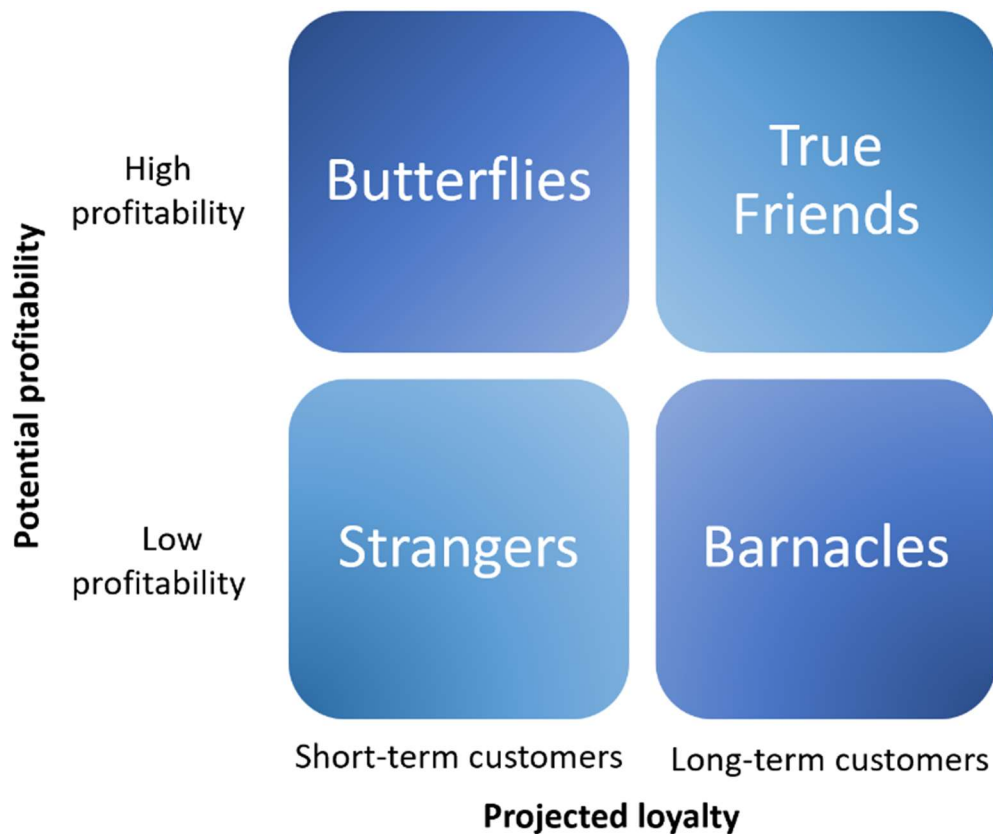 Potential profitability
High
profitability
Butterflies
True
Friends
Low
profitability
Strangers
Barnacles
Short-term customers
Long-term customers
Projected loyalty